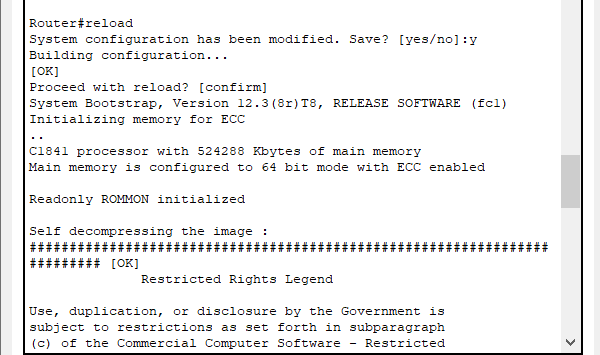 Router#reload
System configuration has been modified. Save? [yes/no]:y
Building configuration...
[OK]
Proceed with reload? [confirm]
System Bootstrap, Version 12.3(8r)T8, RELEASE SOFTWARE (fc1)
Initializing memory for ECC
..
C1841 processor with 524288 Kbytes of main memory
Main memory is configured to 64 bit mode with ECC enabled
Readonly ROMMON initialized
Self decompressing the image :
#################################################################
######### [OK]
Restricted Rights Legend
Use, duplication, or disclosure by the Government is
subject to restrictions as set forth in subparagraph
(c) of the Commercial Computer Software - Restricted